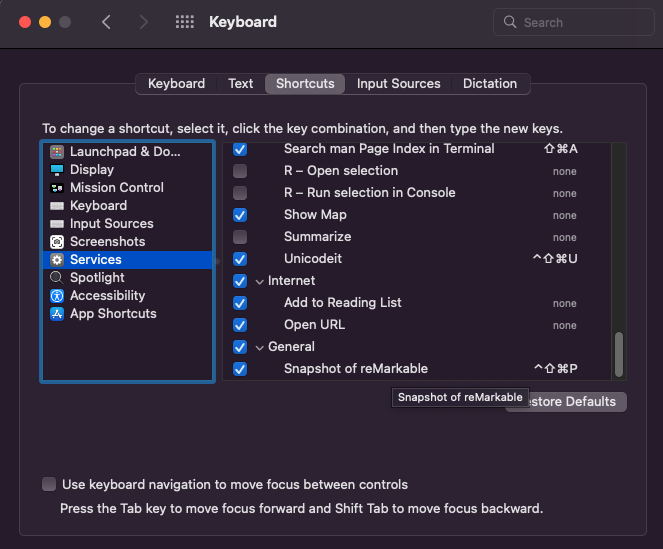 Keyboard
Search
Keyboard Text Shortcuts Input Sources Dictation
To change a shortcut, select it, click the key combination, and then type the new keys.
Launchpad & Do...
Display
Mission Control
Keyboard
Input Sources
Screenshots
Services
Spotlight
Accessibility
App Shortcuts
Search man Page Index in Terminal ⇧⌘A
R – Open selection none
R – Run selection in Console none
Show Map none
Summarize none
Unicodeit ^⇧⌘U
Internet
Add to Reading List none
Open URL none
General
Snapshot of reMarkable ^⇧⌘P
Snapshot of reMarkable
estore Defaults
Use keyboard navigation to move focus between controls
Press the Tab key to move focus forward and Shift Tab to move focus backward.